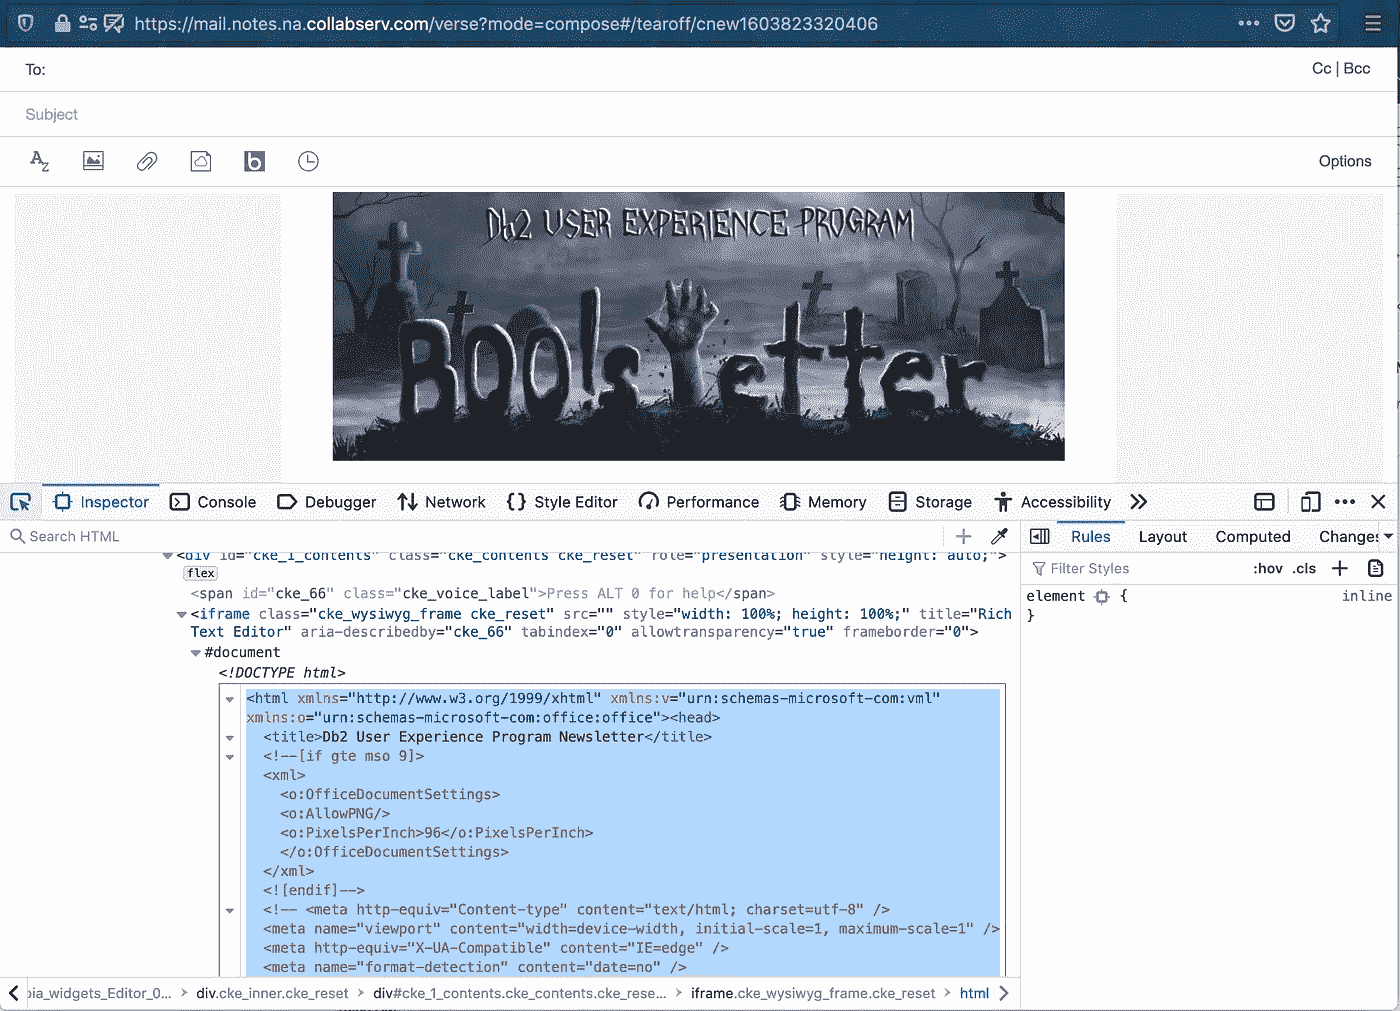 https://mail.notes.na.collabserv.com/verse?mode=compose#/tearoff/cnew1603823320406
To:
Cc | Bcc
Subject
Options
Db2 USER EXPERIENCE PROGRAM
Boo!sletter
Inspector Console Debugger Network Style Editor Performance Memory Storage Accessibility
Search HTML
Rules Layout Computed Changes
<div id="cke_1_contents" class="cke_contents cke_reset" role="presentation" style="height: auto;">
flex
<span id="cke_66" class="cke_voice_label">Press ALT 0 for help</span>
<iframe class="cke_wysiwyg_frame cke_reset" src="" style="width: 100%; height: 100%;" title="Rich
Text Editor" aria-describedby="cke_66" tabindex="0" allowtransparency="true" frameborder="0">
#document
<!DOCTYPE html>
<html xmlns="http://www.w3.org/1999/xhtml" xmlns:v="urn:schemas-microsoft-com:vml"
xmlns:o="urn:schemas-microsoft-com:office:office"><head>
<title>Db2 User Experience Program Newsletter</title>
<!--[if gte mso 9]>
<xml>
<o:OfficeDocumentSettings>
<o:AllowPNG/>
<o:PixelsPerInch>96</o:PixelsPerInch>
</o:OfficeDocumentSettings>
</xml>
<![endif]-->
<!-- <meta http-equiv="Content-type" content="text/html; charset=utf-8" />
<meta name="viewport" content="width=device-width, initial-scale=1, maximum-scale=1" />
<meta http-equiv="X-UA-Compatible" content="IE=edge" />
<meta name="format-detection" content="date=no" />
Filter Styles
:hov .cls +
element { inline
}
pia_widgets_Editor_0... > div.cke_inner.cke_reset > div#cke_1_contents.cke_contents.cke_rese... > iframe.cke_wysiwyg_frame.cke_reset > html